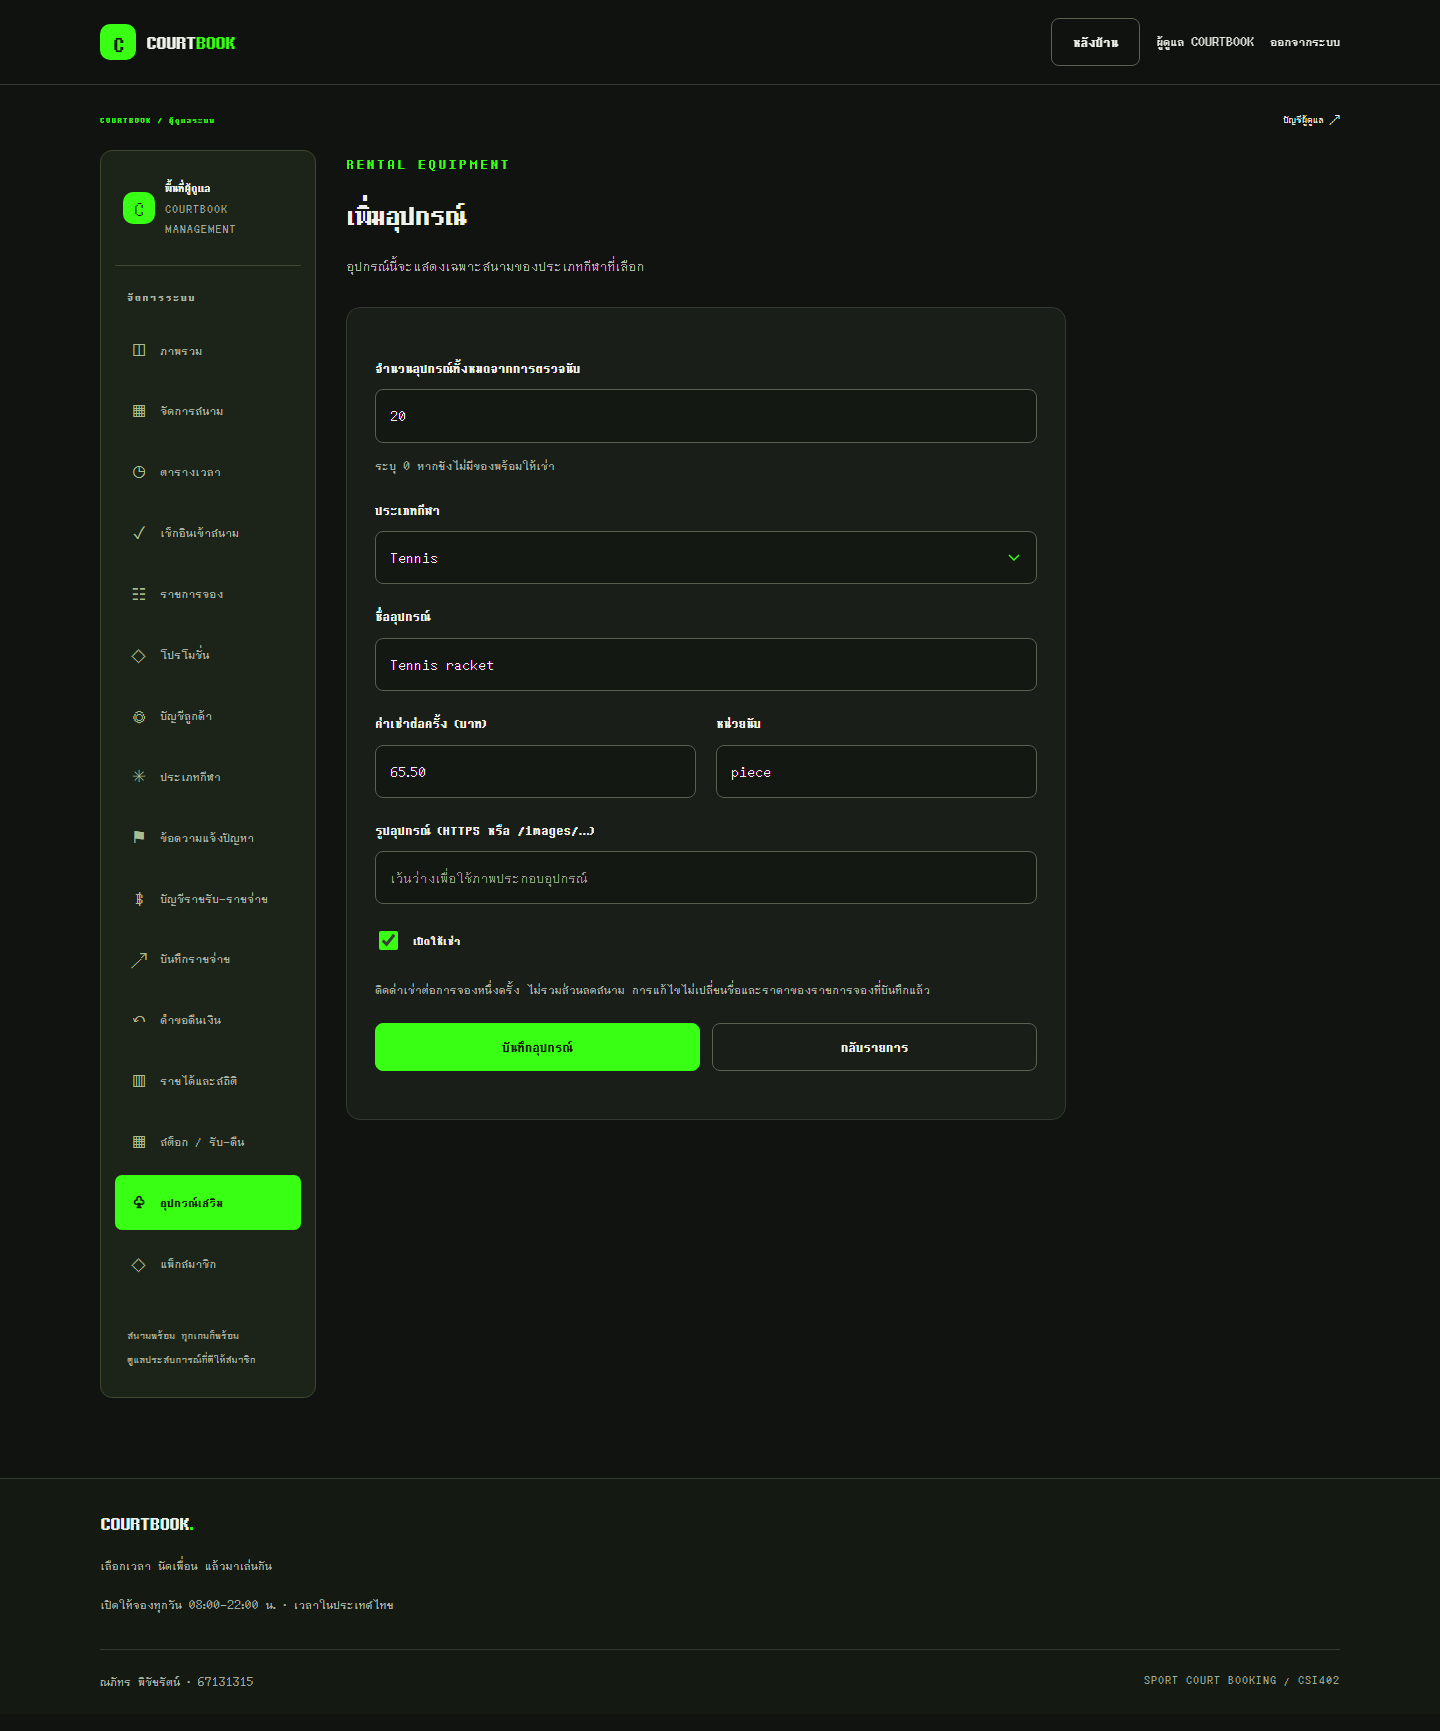 C COURTBOOK
หลังบ้าน
ผู้ดูแล COURTBOOK
ออกจากระบบ
COURTBOOK / ผู้ดูแลระบบ
บัญชีผู้ดูแล ↗
C
พื้นที่ผู้ดูแล
COURTBOOK
MANAGEMENT
จัดการระบบ
ภาพรวม
จัดการสนาม
ตารางเวลา
เช็กอินเข้าสนาม
รายการจอง
โปรโมชั่น
บัญชีลูกค้า
ประเภทกีฬา
ข้อความแจ้งปัญหา
บัญชีรายรับ-รายจ่าย
บันทึกรายจ่าย
คำขอคืนเงิน
รายได้และสถิติ
สต็อก / รับ-คืน
อุปกรณ์เสริม
แพ็กสมาชิก
สนามพร้อม ทุกเกมก็พร้อม
ดูแลประสบการณ์ที่ดีให้สมาชิก
RENTAL EQUIPMENT
เพิ่มอุปกรณ์
อุปกรณ์นี้จะแสดงเฉพาะสนามของประเภทกีฬาที่เลือก
จำนวนอุปกรณ์ทั้งหมดจากการตรวจนับ
20
ระบุ 0 หากยังไม่มีของพร้อมให้เช่า
ประเภทกีฬา
Tennis
ชื่ออุปกรณ์
Tennis racket
ค่าเช่าต่อครั้ง (บาท)
หน่วยนับ
65.50
piece
รูปอุปกรณ์ (HTTPS หรือ /images/...)
เว้นว่างเพื่อใช้ภาพประกอบอุปกรณ์
เปิดให้เช่า
คิดค่าเช่าต่อการจองหนึ่งครั้ง ไม่รวมส่วนลดสนาม การแก้ไขไม่เปลี่ยนชื่อและราคาของรายการจองที่บันทึกแล้ว
บันทึกอุปกรณ์
กลับรายการ
COURTBOOK.
เลือกเวลา นัดเพื่อน แล้วมาเล่นกัน
เปิดให้จองทุกวัน 08:00–22:00 น. · เวลาในประเทศไทย
ณภัทร พิชัยรัตน์ · 67131315
SPORT COURT BOOKING / CSI402